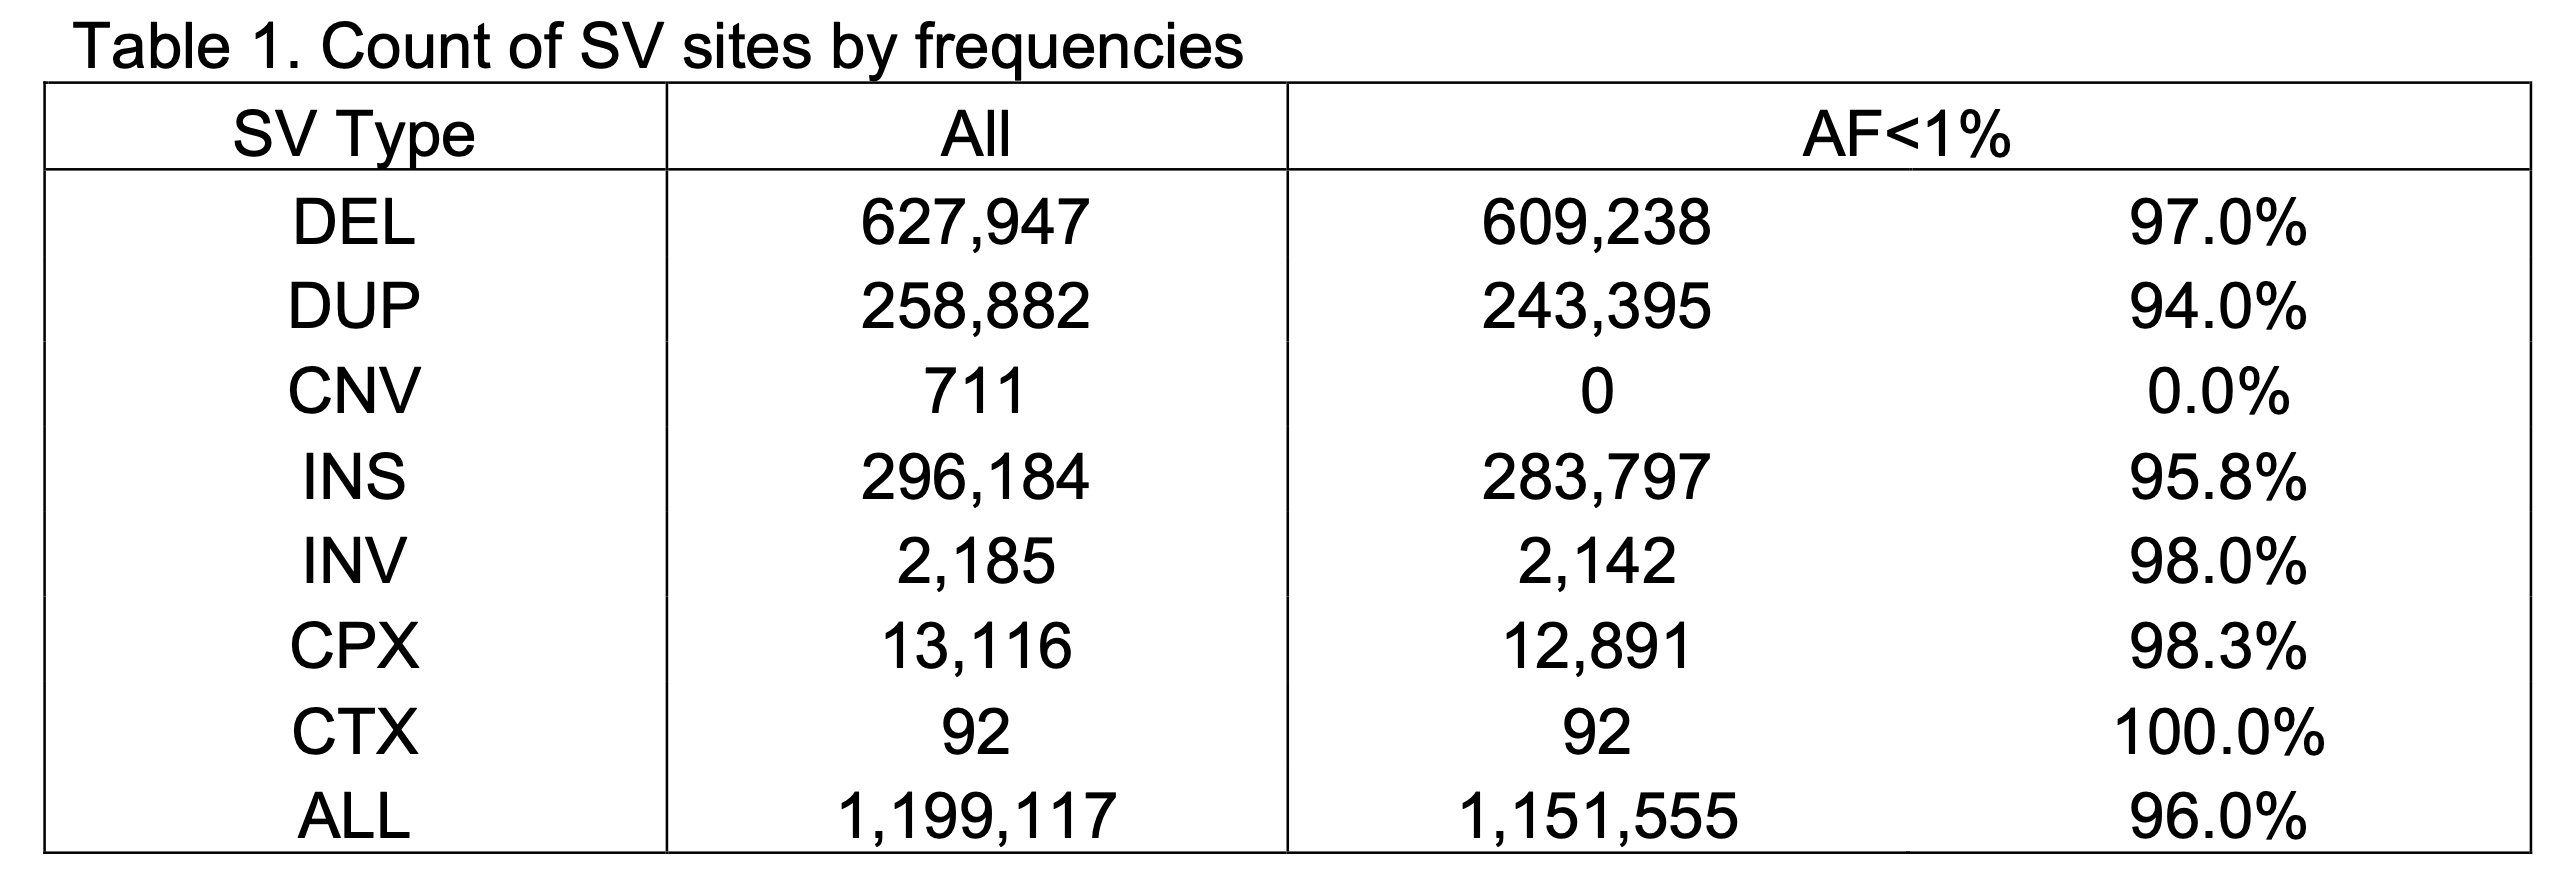 Table 1. Count of SV sites by frequencies
SV Type All AF<1%
DEL 627,947 609,238 97.0%
DUP 258,882 243,395 94.0%
CNV 711 0 0.0%
INS 296,184 283,797 95.8%
INV 2,185 2,142 98.0%
CPX 13,116 12,891 98.3%
CTX 92 92 100.0%
ALL 1,199,117 1,151,555 96.0%